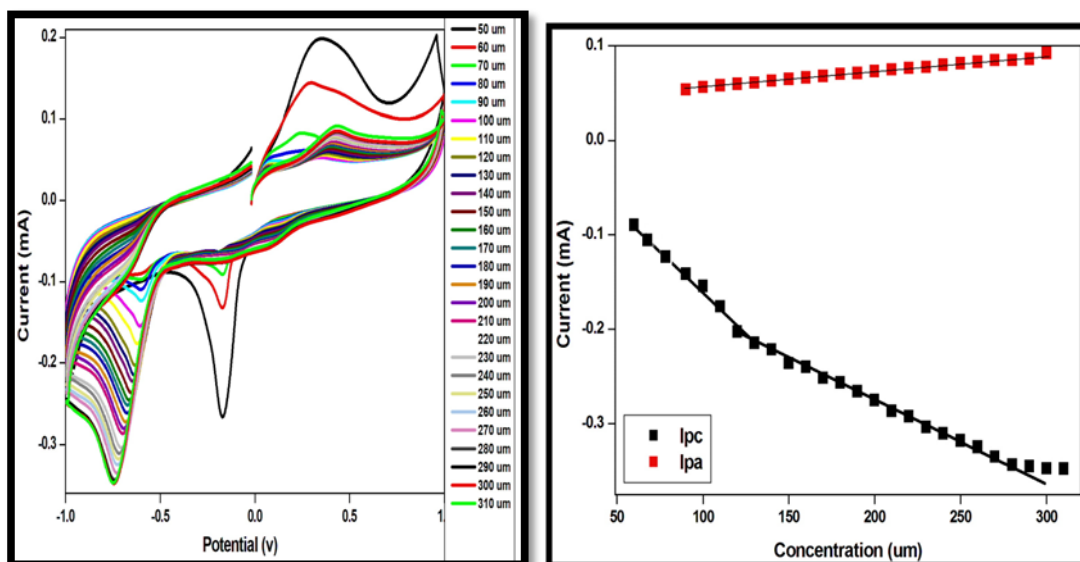 0.2
0.1
0.0
-0.1
-0.2
-0.3
Current (mA)
-1.0
-0.5
0.0
0.5
1.
Potential (v)
50 um
60 um
70 um
80 um
90 um
100 um
110 um
120 um
130 um
140 um
150 um
160 um
170 um
180 um
190 um
200 um
210 um
220 um
230 um
240 um
250 um
260 um
270 um
280 um
290 um
300 um
310 um
0.1
0.0
-0.1
-0.2
-0.3
Current (mA)
Ipc
Ipa
50
100
150
200
250
300
Concentration (um)